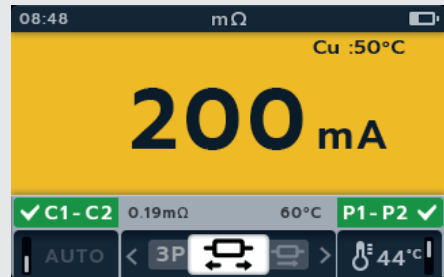 08:48 mΩ
Cu :50°C
200 mA
✓ C1-C2 0.19mΩ 60°C P1-P2 ✓
AUTO < 3P > 44°C